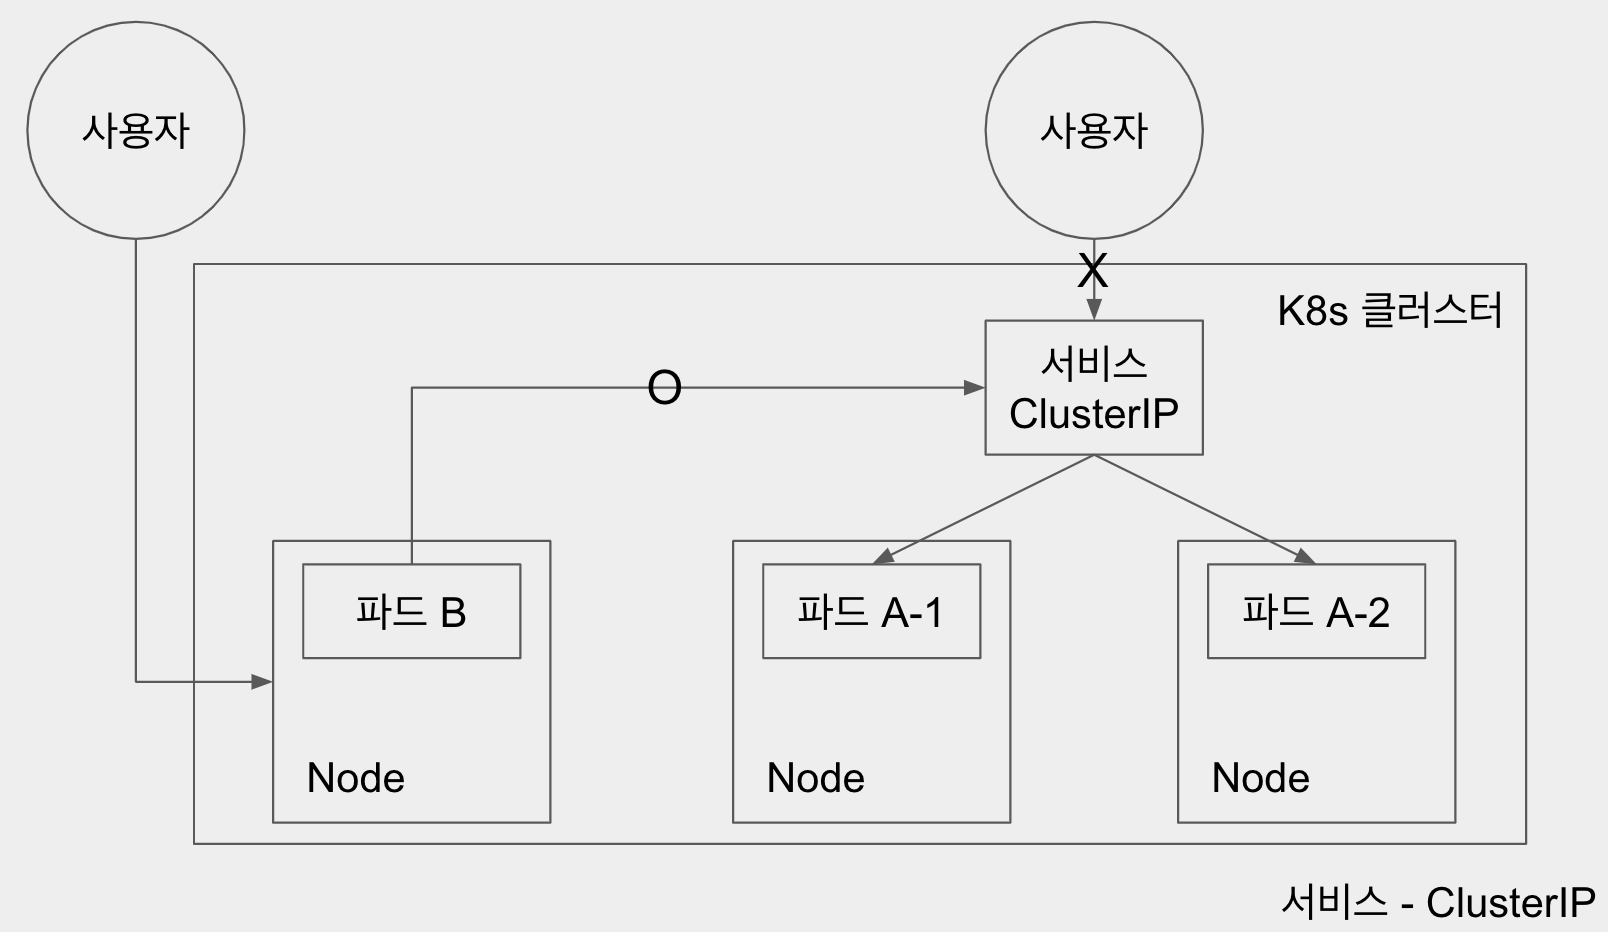 사용자
사용자
X
K8s 클러스터
서비스
ClusterIP
O
파드 B
파드 A-1
파드 A-2
Node
Node
Node
서비스 - ClusterIP